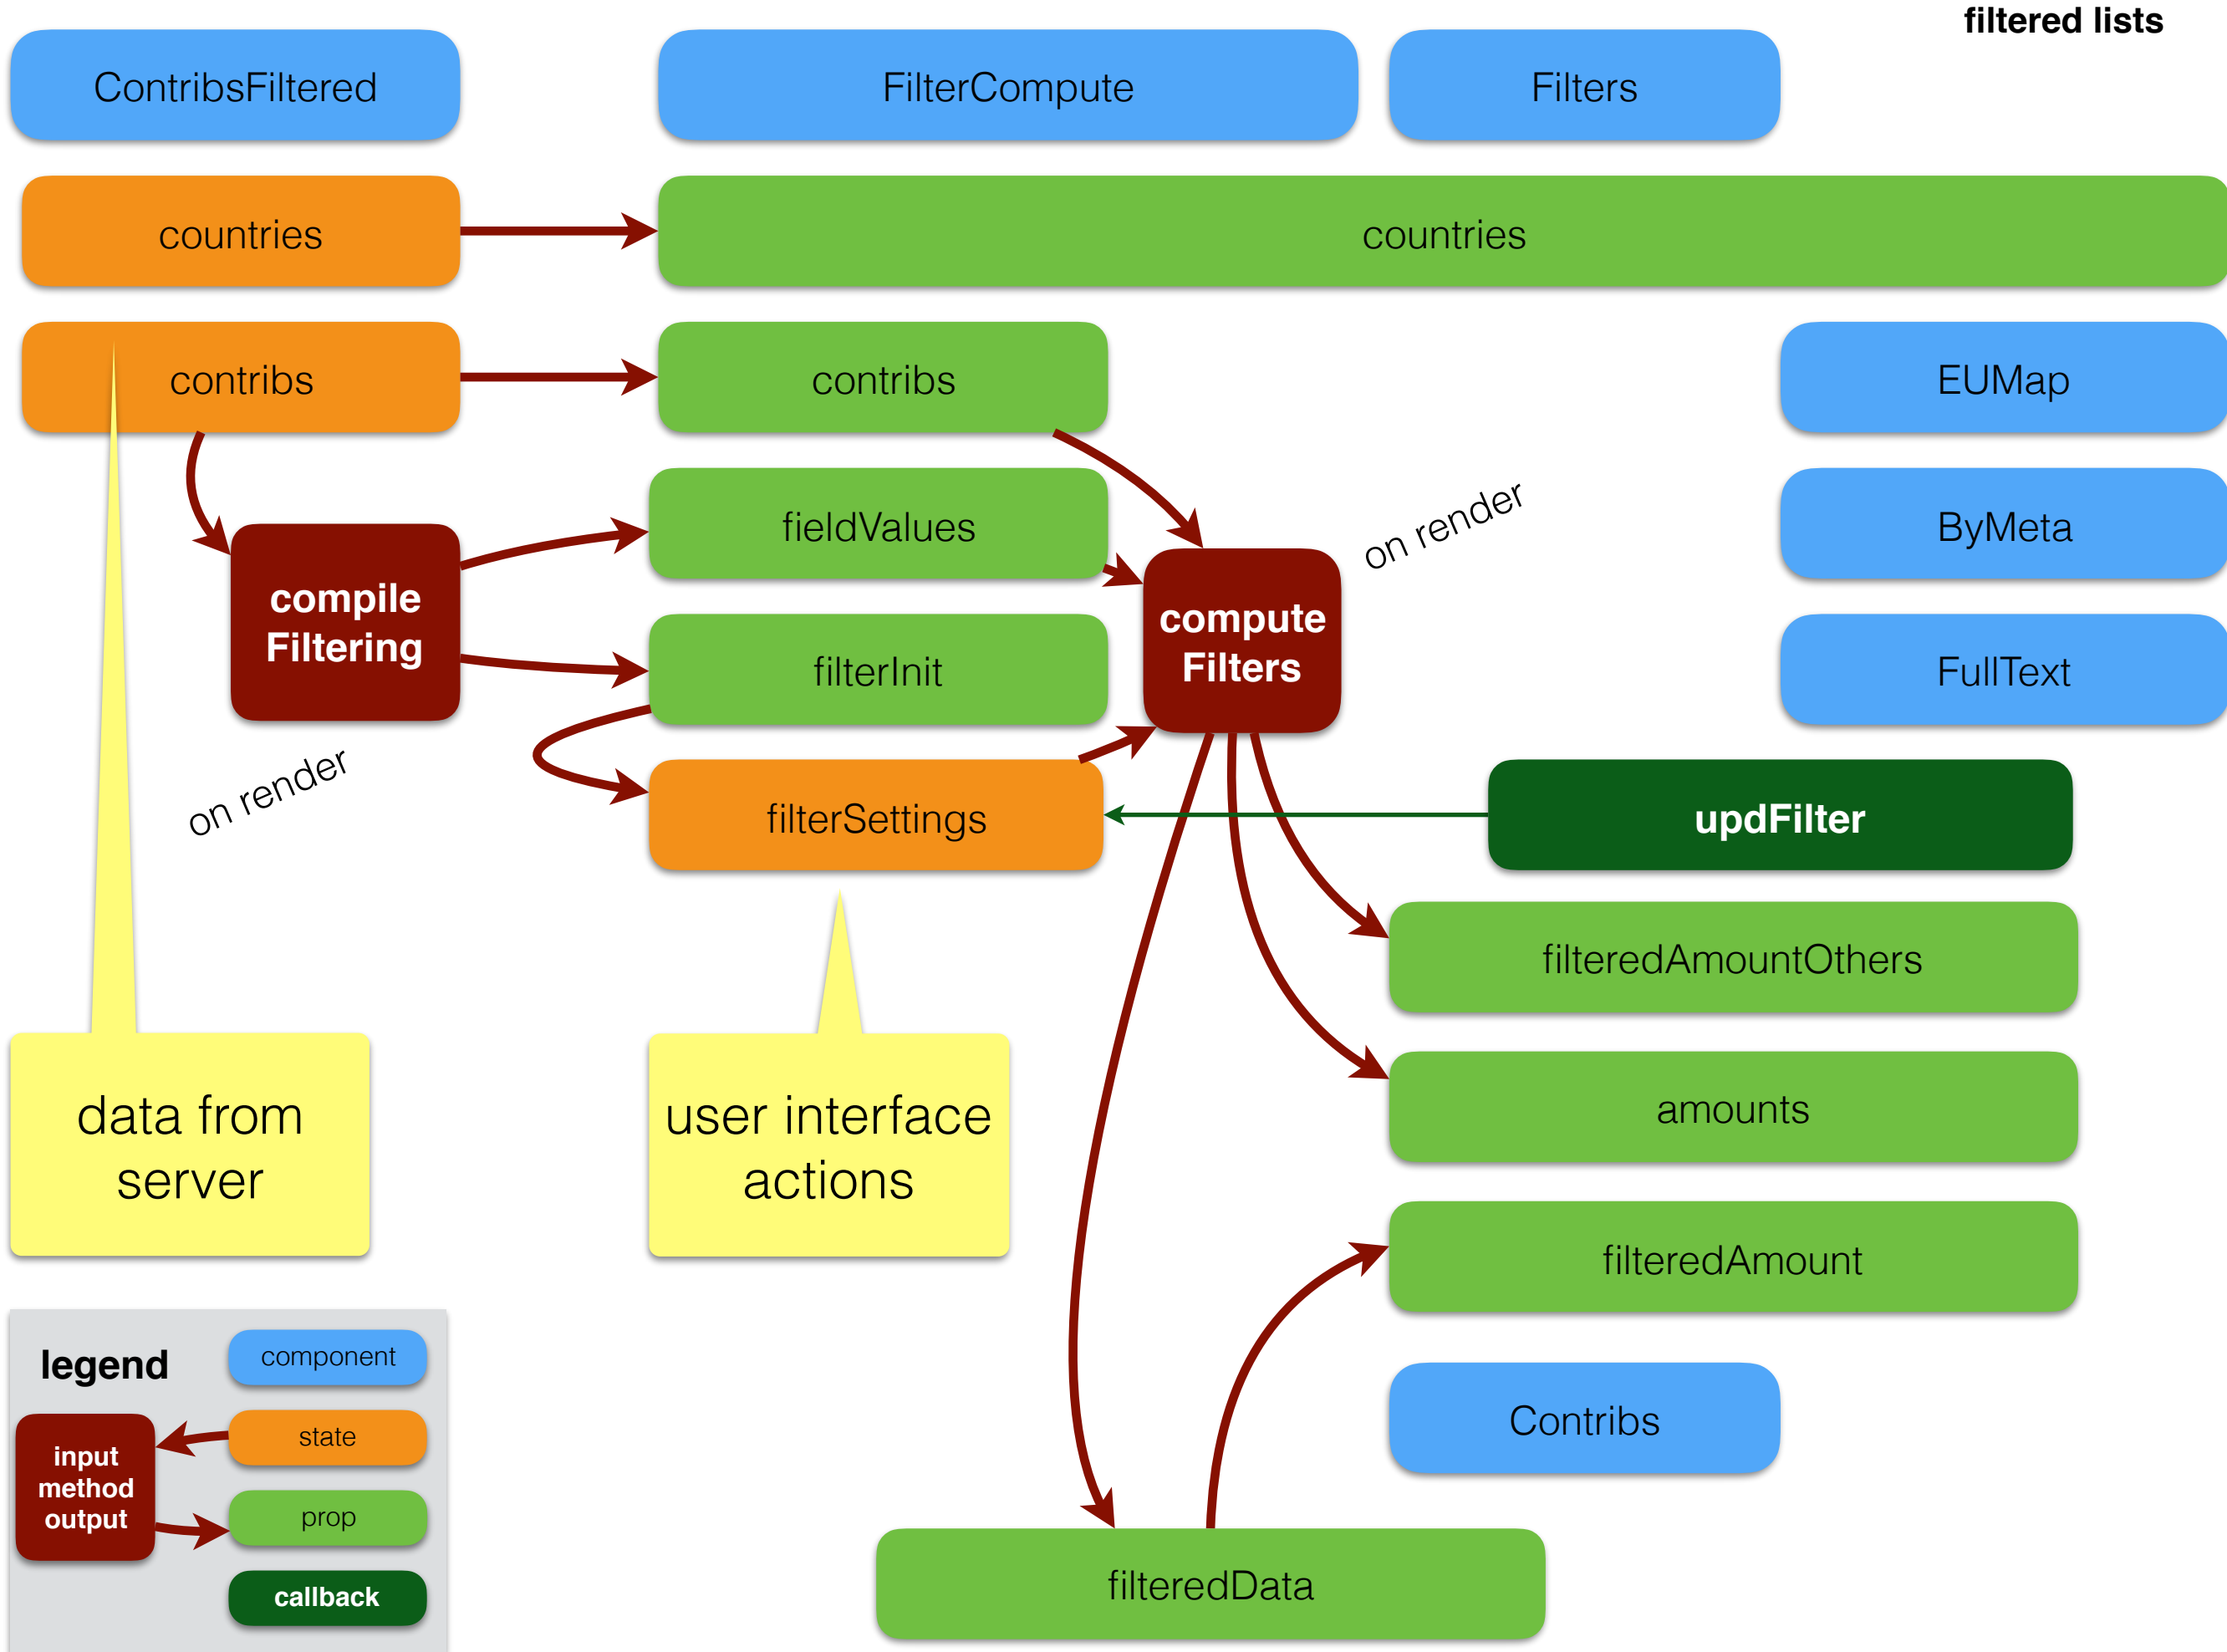 filtered lists
ContribsFiltered
FilterCompute
Filters
countries
countries
contribs
contribs
EUMap
fieldValues
on render
ByMeta
compile
Filtering
compute
Filters
filterInit
FullText
on render
filterSettings
updFilter
filteredAmountOthers
data from
server
user interface
actions
amounts
filteredAmount
legend
component
state
input
method
output
prop
callback
Contribs
filteredData